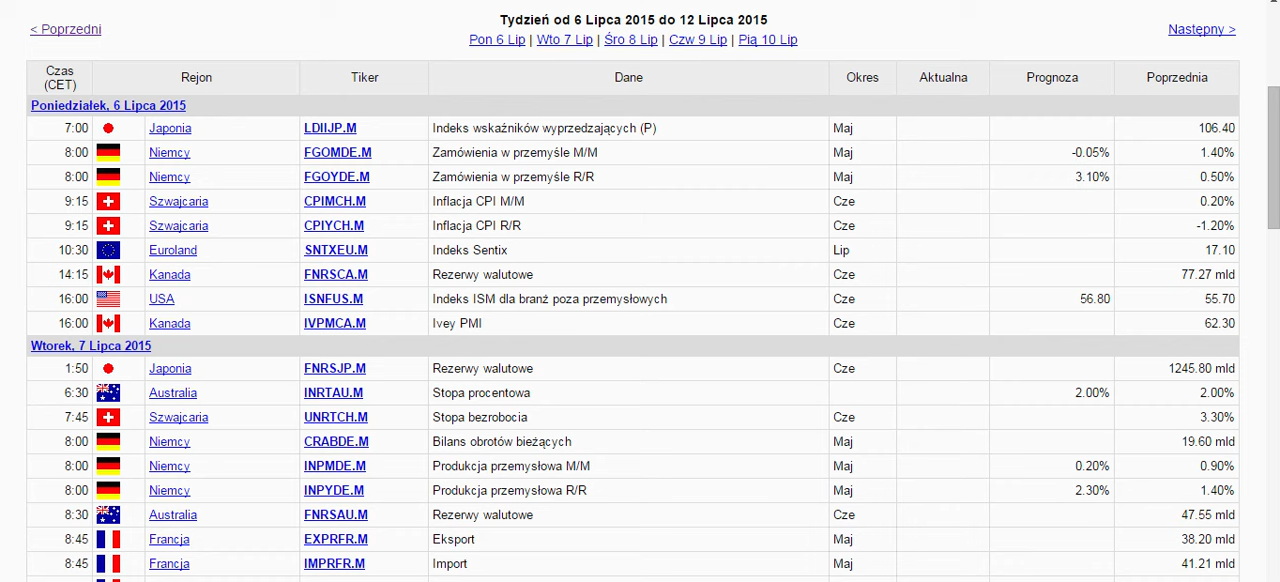 Tydzień od 6 Lipca 2015 do 12 Lipca 2015
< Poprzedni
Następny >
Pon 6 Lip | Wto 7 Lip | Śro 8 Lip | Czw 9 Lip | Pią 10 Lip
Czas (CET) Rejon Tiker Dane Okres Aktualna Prognoza Poprzednia
Poniedziałek, 6 Lipca 2015
7:00 Japonia LDIIJP.M Indeks wskaźników wyprzedzających (P) Maj 106.40
8:00 Niemcy FGOMDE.M Zamówienia w przemyśle M/M Maj -0.05% 1.40%
8:00 Niemcy FGOYDE.M Zamówienia w przemyśle R/R Maj 3.10% 0.50%
9:15 Szwajcaria CPIMCH.M Inflacja CPI M/M Cze 0.20%
9:15 Szwajcaria CPIYCH.M Inflacja CPI R/R Cze -1.20%
10:30 Euroland SNTXEU.M Indeks Sentix Lip 17.10
14:15 Kanada FNRSCA.M Rezerwy walutowe Cze 77.27 mld
16:00 USA ISNFUS.M Indeks ISM dla branż poza przemysłowych Cze 56.80 55.70
16:00 Kanada IVPMCA.M Ivey PMI Cze 62.30
Wtorek, 7 Lipca 2015
1:50 Japonia FNRSJP.M Rezerwy walutowe Cze 1245.80 mld
6:30 Australia INRTAU.M Stopa procentowa 2.00% 2.00%
7:45 Szwajcaria UNRTCH.M Stopa bezrobocia Cze 3.30%
8:00 Niemcy CRABDE.M Bilans obrotów bieżących Maj 19.60 mld
8:00 Niemcy INPMDE.M Produkcja przemysłowa M/M Maj 0.20% 0.90%
8:00 Niemcy INPYDE.M Produkcja przemysłowa R/R Maj 2.30% 1.40%
8:30 Australia FNRSAU.M Rezerwy walutowe Cze 47.55 mld
8:45 Francja EXPRFR.M Eksport Maj 38.20 mld
8:45 Francja IMPRFR.M Import Maj 41.21 mld